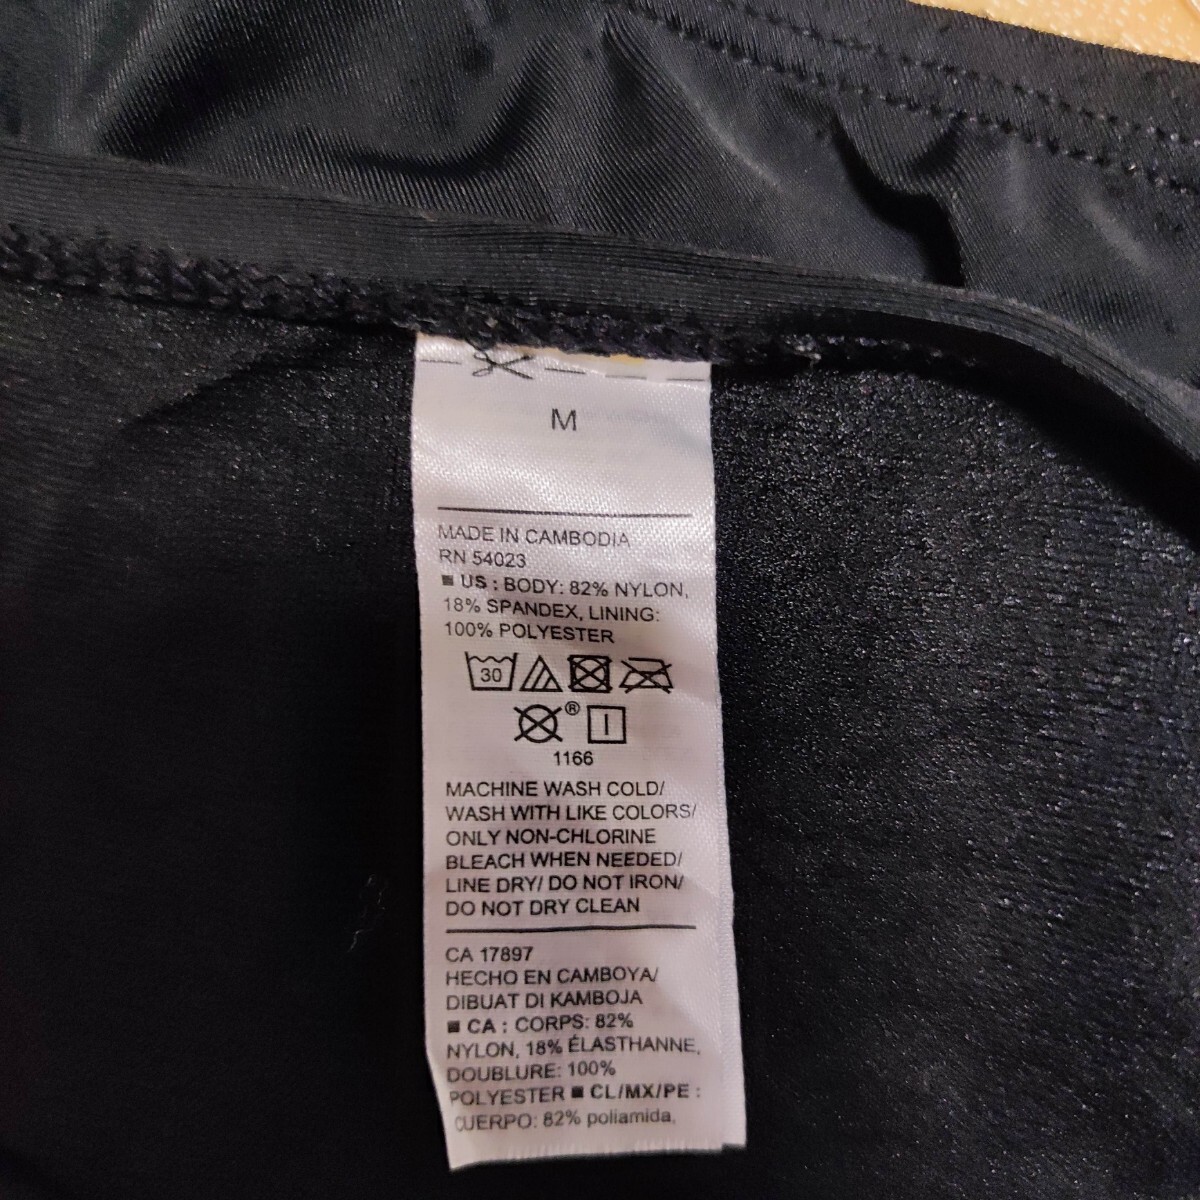 M
MADE IN CAMBODIA
RN 54023
■ US : BODY: 82% NYLON,
18% SPANDEX, LINING:
100% POLYESTER
30
®
1166
MACHINE WASH COLD/
WASH WITH LIKE COLORS/
ONLY NON-CHLORINE
BLEACH WHEN NEEDED/
LINE DRY/ DO NOT IRON/
DO NOT DRY CLEAN
CA 17897
HECHO EN CAMBOYA/
DIBUAT DI KAMBOJA
■ CA : CORPS: 82%
NYLON, 18% ÉLASTHANNE,
DOUBLURE: 100%
POLYESTER ■ CL/MX/PE :
CUERPO: 82% poliamida,